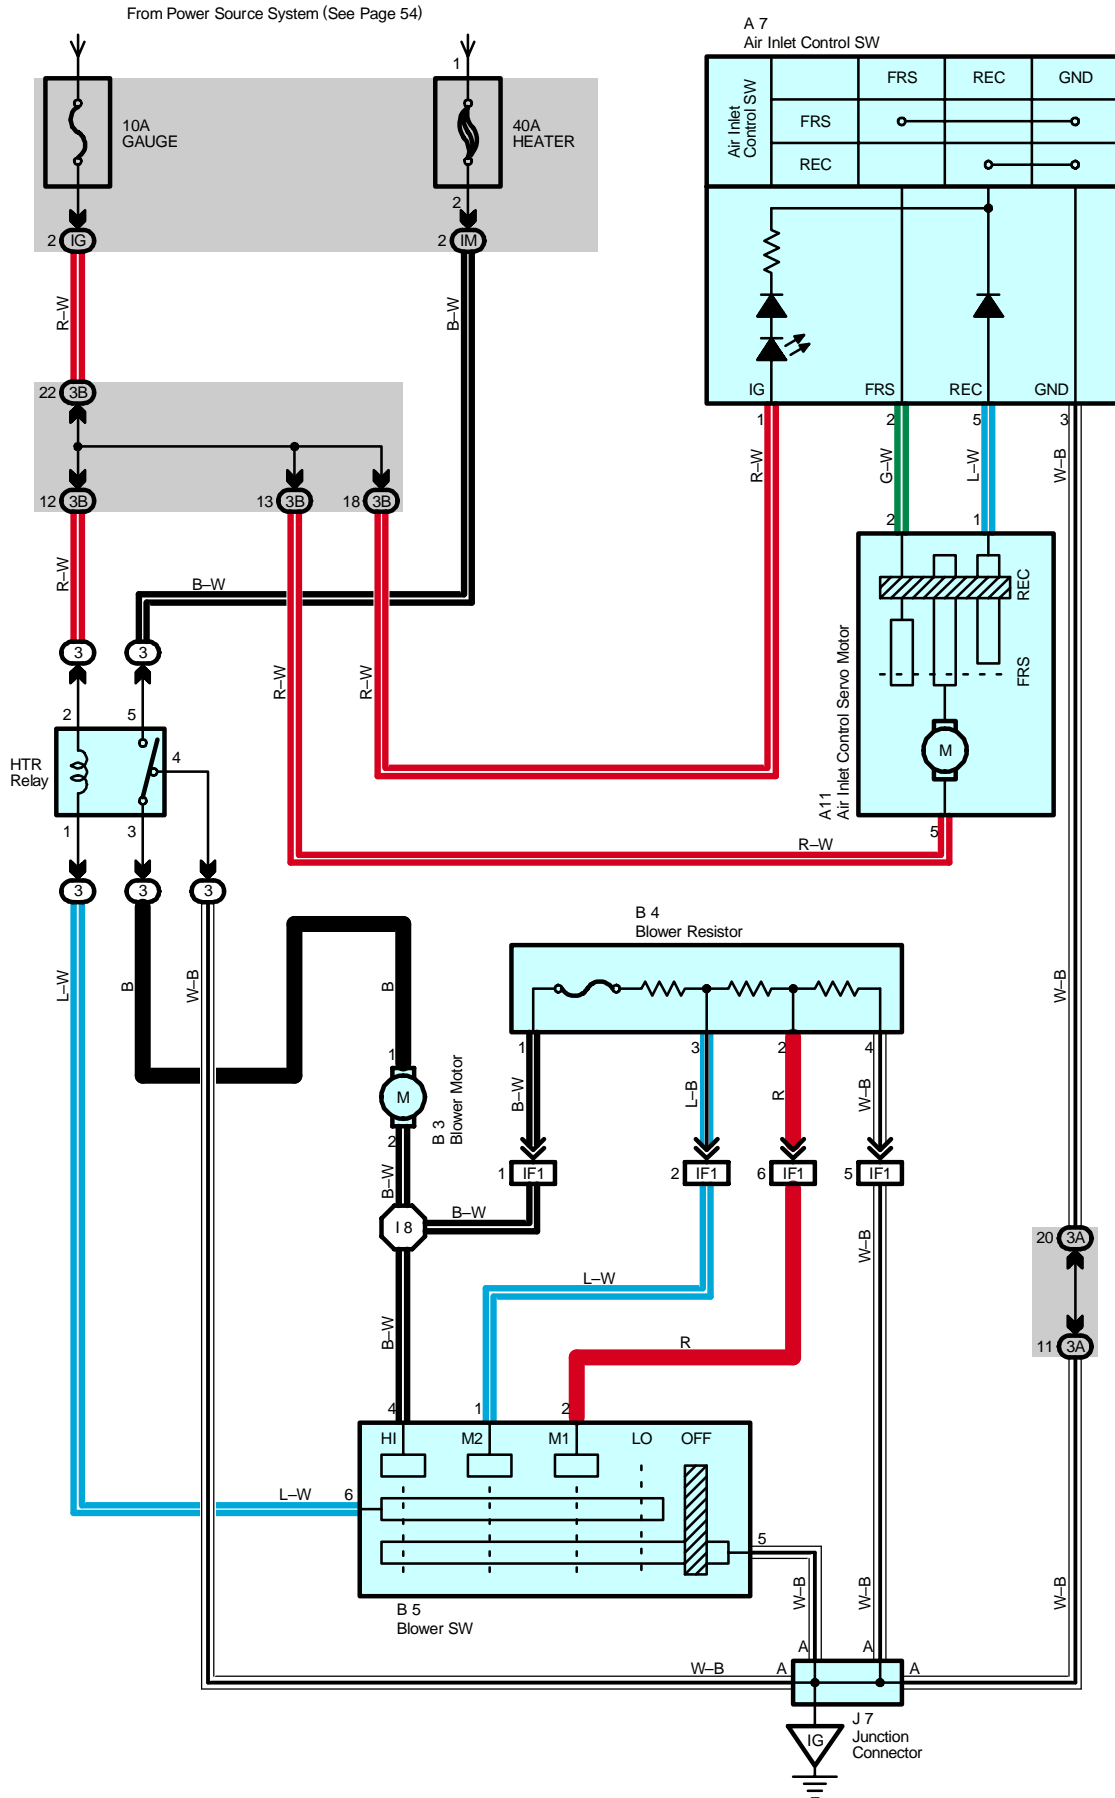 From Power Source System (See Page 54)
A 7
Air Inlet Control SW
1
10A
GAUGE
40A
HEATER
2
2 IG
2 IM
Air Inlet
Control SW
FRS
REC
GND
FRS
REC
IG
FRS
REC
GND
1
2
5
3
R–W
B–W
R–W
G–W
L–W
W–B
22 3B
12 3B
13 3B
18 3B
2
1
R–W
B–W
REC
FRS
M
A11
Air Inlet Control Servo Motor
5
3
3
R–W
R–W
2
5
4
HTR
Relay
1
3
R–W
3
3
3
L–W
B
W–B
B
W–B
B 4
Blower Resistor
1
3
2
4
B–W
L–B
R
W–B
1
M
2
B 3
Blower Motor
B–W
1 IF1
2 IF1
6 IF1
5 IF1
I 8
B–W
L–W
W–B
20 3A
11 3A
B–W
R
4
1
2
HI
M2
M1
LO
OFF
L–W
6
5
B 5
Blower SW
W–B
W–B
W–B
A
A
W–B
A
A
J 7
Junction
Connector
IG